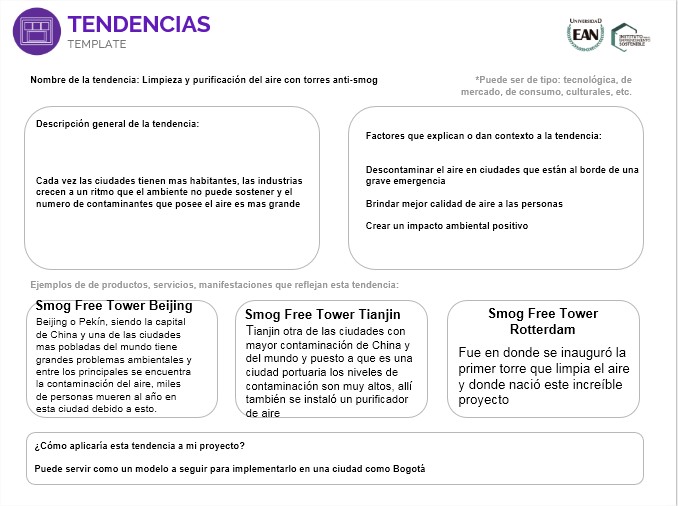 TENDENCIAS
TEMPLATE
UNIVERSIDAD
EAN
INSTITUTO PARA
EMPRENDIMIENTO
SOSTENIBLE
Nombre de la tendencia: Limpieza y purificación del aire con torres anti-smog
*Puede ser de tipo: tecnológica, de
mercado, de consumo, culturales, etc.
Descripción general de la tendencia:
Cada vez las ciudades tienen mas habitantes, las industrias
crecen a un ritmo que el ambiente no puede sostener y el
numero de contaminantes que posee el aire es mas grande
Factores que explican o dan contexto a la tendencia:
Descontaminar el aire en ciudades que están al borde de una
grave emergencia
Brindar mejor calidad de aire a las personas
Crear un impacto ambiental positivo
Ejemplos de de productos, servicios, manifestaciones que reflejan esta tendencia:
Smog Free Tower Beijing
Beijing o Pekín, siendo la capital
de China y una de las ciudades
mas pobladas del mundo tiene
grandes problemas ambientales y
entre los principales se encuentra
la contaminación del aire, miles
de personas mueren al año en
esta ciudad debido a esto.
Smog Free Tower Tianjin
Tianjin otra de las ciudades con
mayor contaminación de China y
del mundo y puesto a que es una
ciudad portuaria los niveles de
contaminación son muy altos, allí
también se instaló un purificador
de aire
Smog Free Tower
Rotterdam
Fue en donde se inauguró la
primer torre que limpia el aire
y donde nació este increíble
proyecto
¿Cómo aplicaría esta tendencia a mi proyecto?
Puede servir como un modelo a seguir para implementarlo en una ciudad como Bogotá